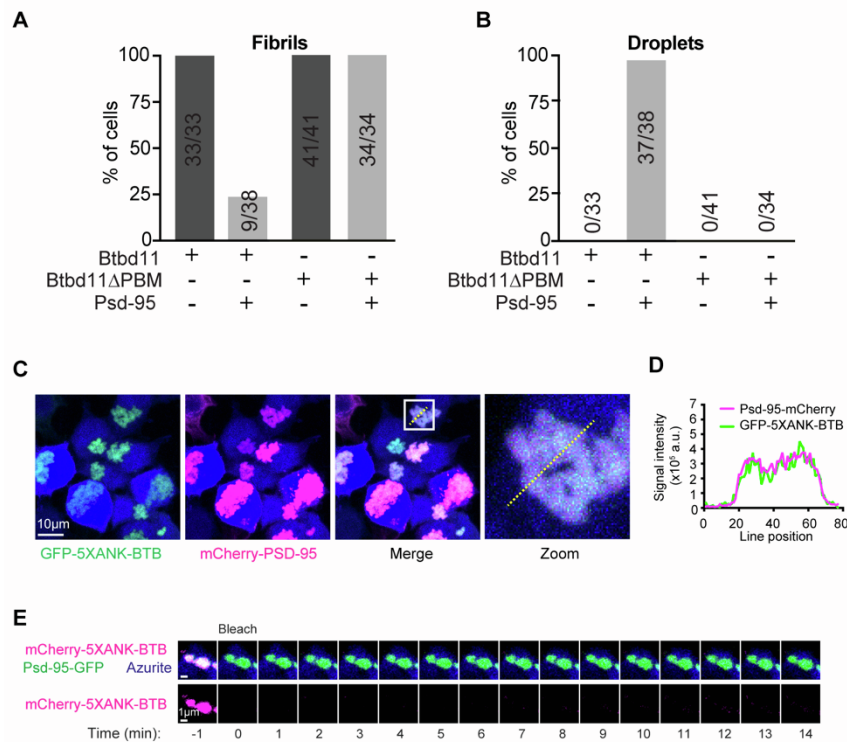 A
Fibrils
% of cells
100
75
50
25
0
33/33
9/38
41/41
34/34
Btbd11 + + - -
Btbd11ΔPBM - - + +
Psd-95 - + - +
B
Droplets
% of cells
100
75
50
25
0
0/33
37/38
0/41
0/34
Btbd11 + + - -
Btbd11ΔPBM - - + +
Psd-95 - + - +
C
10μm
GFP-5XANK-BTB mCherry-PSD-95 Merge Zoom
D
Psd-95-mCherry
GFP-5XANK-BTB
Signal intensity
(x10⁵ a.u.)
7
6
5
4
3
2
1
0
0 20 40 60 80
Line position
E
Bleach
mCherry-5XANK-BTB
Psd-95-GFP Azurite
mCherry-5XANK-BTB
1μm
Time (min): -1 0 1 2 3 4 5 6 7 8 9 10 11 12 13 14